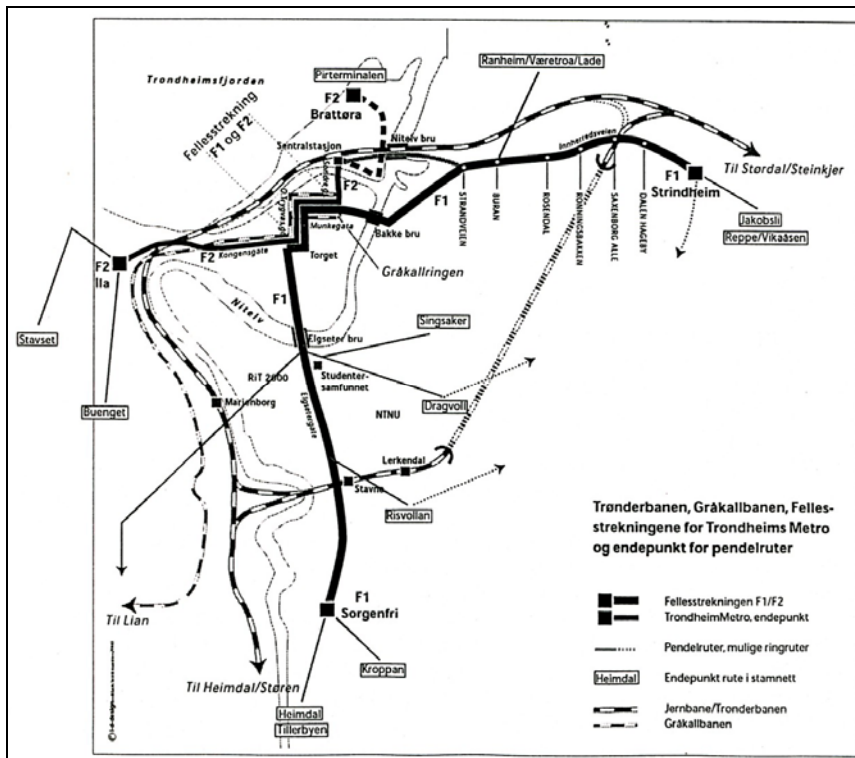 Trondheimsfjorden
Pirterminalen
F2
Brattøra
Ranheim/Væretroa/Lade
Fellesstrekning
F1 og F2
Sentralstasjon
Nitelv bru
Innherredsveien
F2
F1
STRANDVEIEN
BURAN
ROSENDAL
RØNNINGSBAKKEN
SAXENBORG ALLE
DALEN HAGEBY
F1
Strindheim
Til Størdal/Steinkjer
Jakobsli
Reppe/Vikaåsen
Munkegata
Bakke bru
Gråkallringen
F2
Kongensgate
Torget
F2
Ila
F1
Nitelv
Stavset
Elgseter bru
Singsaker
RiT 2000
Studenter-
samfunnet
Elgsetergate
NTNU
Dragvoll
Marienborg
Buenget
Lerkendal
Stavne
Risvollan
Trønderbanen, Gråkallbanen, Felles-
strekningene for Trondheims Metro
og endepunkt for pendelruter
Fellesstrekningen F1/F2
TrondheimMetro, endepunkt
Pendelruter, mulige ringruter
Heimdal
Endepunkt rute i stamnett
Jernbane/Tronderbanen
Gråkallbanen
F1
Sorgenfri
Til Lian
Kroppan
Til Heimdal/Støren
Heimdal
Tillerbyen